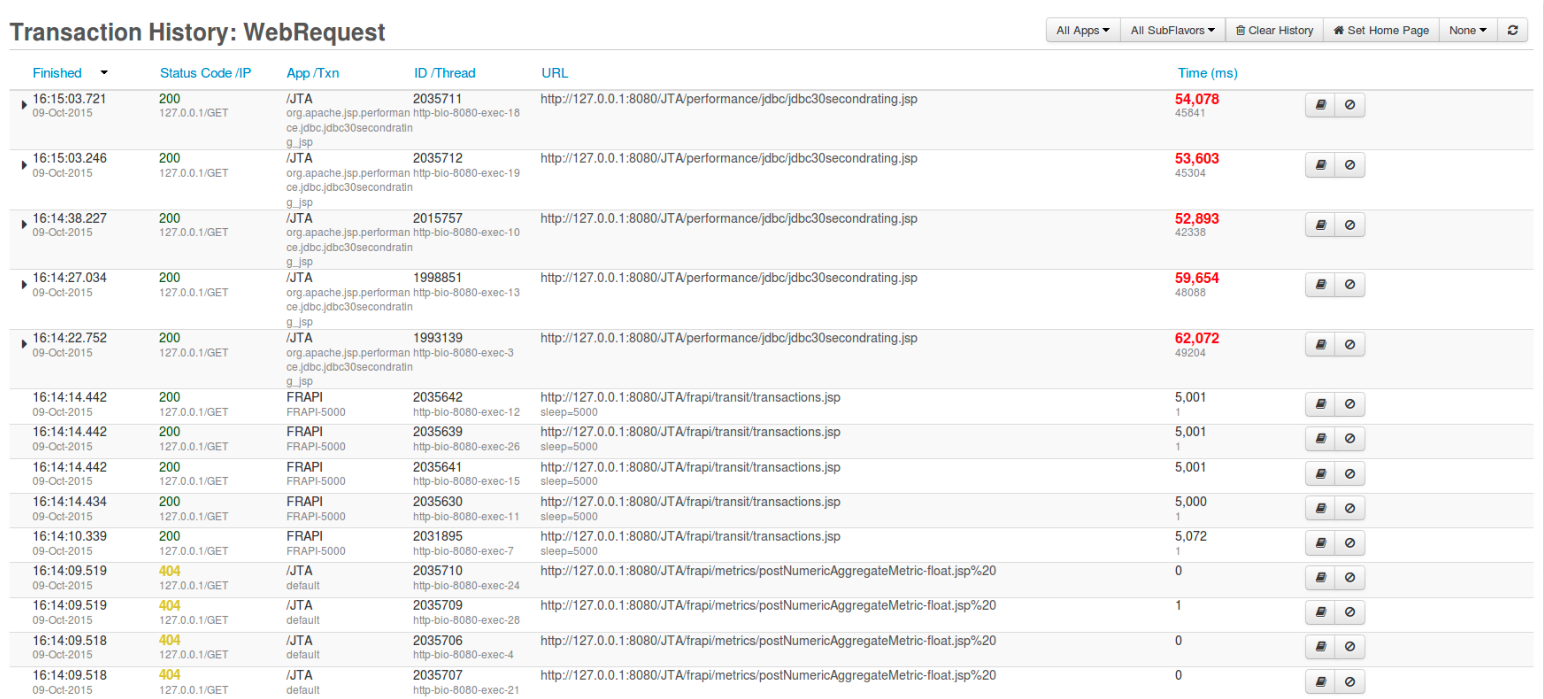 Transaction History: WebRequest
All Apps All SubFlavors Clear History Set Home Page None
Finished Status Code /IP App /Txn ID /Thread URL Time (ms)
16:15:03.721 200 /JTA 2035711 http://127.0.0.1:8080/JTA/performance/jdbc/jdbc30secondrating.jsp 54,078
09-Oct-2015 127.0.0.1/GET org.apache.jsp.performan http-bio-8080-exec-18 45841
ce.jdbc.jdbc30secondratin
g_jsp
16:15:03.246 200 /JTA 2035712 http://127.0.0.1:8080/JTA/performance/jdbc/jdbc30secondrating.jsp 53,603
09-Oct-2015 127.0.0.1/GET org.apache.jsp.performan http-bio-8080-exec-19 45304
ce.jdbc.jdbc30secondratin
g_jsp
16:14:38.227 200 /JTA 2015757 http://127.0.0.1:8080/JTA/performance/jdbc/jdbc30secondrating.jsp 52,893
09-Oct-2015 127.0.0.1/GET org.apache.jsp.performan http-bio-8080-exec-10 42338
ce.jdbc.jdbc30secondratin
g_jsp
16:14:27.034 200 /JTA 1998851 http://127.0.0.1:8080/JTA/performance/jdbc/jdbc30secondrating.jsp 59,654
09-Oct-2015 127.0.0.1/GET org.apache.jsp.performan http-bio-8080-exec-13 48088
ce.jdbc.jdbc30secondratin
g_jsp
16:14:22.752 200 /JTA 1993139 http://127.0.0.1:8080/JTA/performance/jdbc/jdbc30secondrating.jsp 62,072
09-Oct-2015 127.0.0.1/GET org.apache.jsp.performan http-bio-8080-exec-3 49204
ce.jdbc.jdbc30secondratin
g_jsp
16:14:14.442 200 FRAPI 2035642 http://127.0.0.1:8080/JTA/frapi/transit/transactions.jsp 5,001
09-Oct-2015 127.0.0.1/GET FRAPI-5000 http-bio-8080-exec-12 sleep=5000 1
16:14:14.442 200 FRAPI 2035639 http://127.0.0.1:8080/JTA/frapi/transit/transactions.jsp 5,001
09-Oct-2015 127.0.0.1/GET FRAPI-5000 http-bio-8080-exec-26 sleep=5000 1
16:14:14.442 200 FRAPI 2035641 http://127.0.0.1:8080/JTA/frapi/transit/transactions.jsp 5,001
09-Oct-2015 127.0.0.1/GET FRAPI-5000 http-bio-8080-exec-15 sleep=5000 1
16:14:14.434 200 FRAPI 2035630 http://127.0.0.1:8080/JTA/frapi/transit/transactions.jsp 5,000
09-Oct-2015 127.0.0.1/GET FRAPI-5000 http-bio-8080-exec-11 sleep=5000 1
16:14:10.339 200 FRAPI 2031895 http://127.0.0.1:8080/JTA/frapi/transit/transactions.jsp 5,072
09-Oct-2015 127.0.0.1/GET FRAPI-5000 http-bio-8080-exec-7 sleep=5000 1
16:14:09.519 404 /JTA 2035710 http://127.0.0.1:8080/JTA/frapi/metrics/postNumericAggregateMetric-float.jsp%20 0
09-Oct-2015 127.0.0.1/GET default http-bio-8080-exec-24
16:14:09.519 404 /JTA 2035709 http://127.0.0.1:8080/JTA/frapi/metrics/postNumericAggregateMetric-float.jsp%20 1
09-Oct-2015 127.0.0.1/GET default http-bio-8080-exec-28
16:14:09.518 404 /JTA 2035706 http://127.0.0.1:8080/JTA/frapi/metrics/postNumericAggregateMetric-float.jsp%20 0
09-Oct-2015 127.0.0.1/GET default http-bio-8080-exec-4
16:14:09.518 404 /JTA 2035707 http://127.0.0.1:8080/JTA/frapi/metrics/postNumericAggregateMetric-float.jsp%20 0
09-Oct-2015 127.0.0.1/GET default http-bio-8080-exec-21